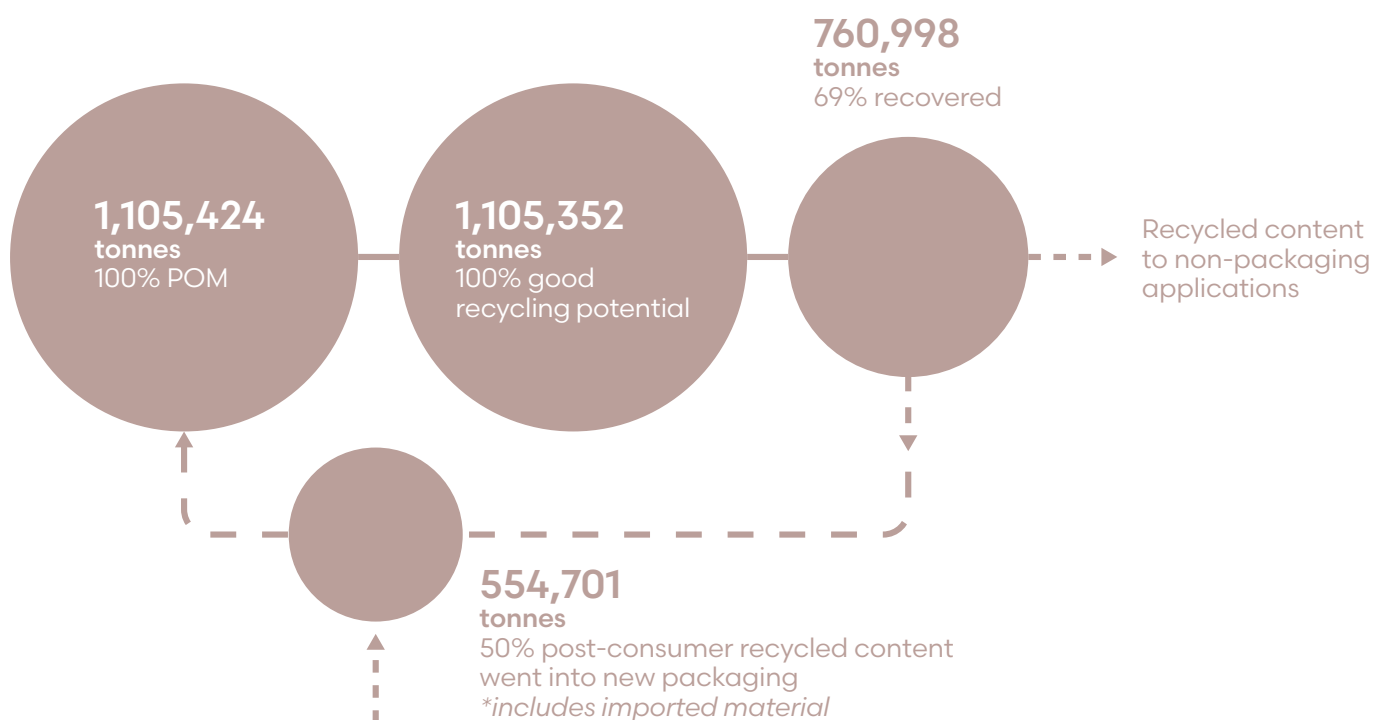 760,998
tonnes
69% recovered
1,105,424
tonnes
100% POM
1,105,352
tonnes
100% good
recycling potential
Recycled content
to non-packaging
applications
554,701
tonnes
50% post-consumer recycled content
went into new packaging
*includes imported material